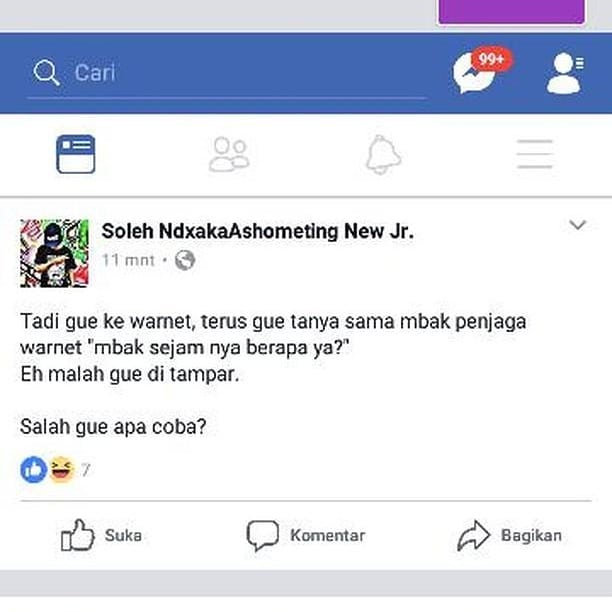 Cari
99+
Soleh NdxakaAshometing New Jr.
11 mnt •
Tadi gue ke warnet, terus gue tanya sama mbak penjaga
warnet "mbak sejam nya berapa ya?"
Eh malah gue di tampar.
Salah gue apa coba?
7
Suka Komentar Bagikan